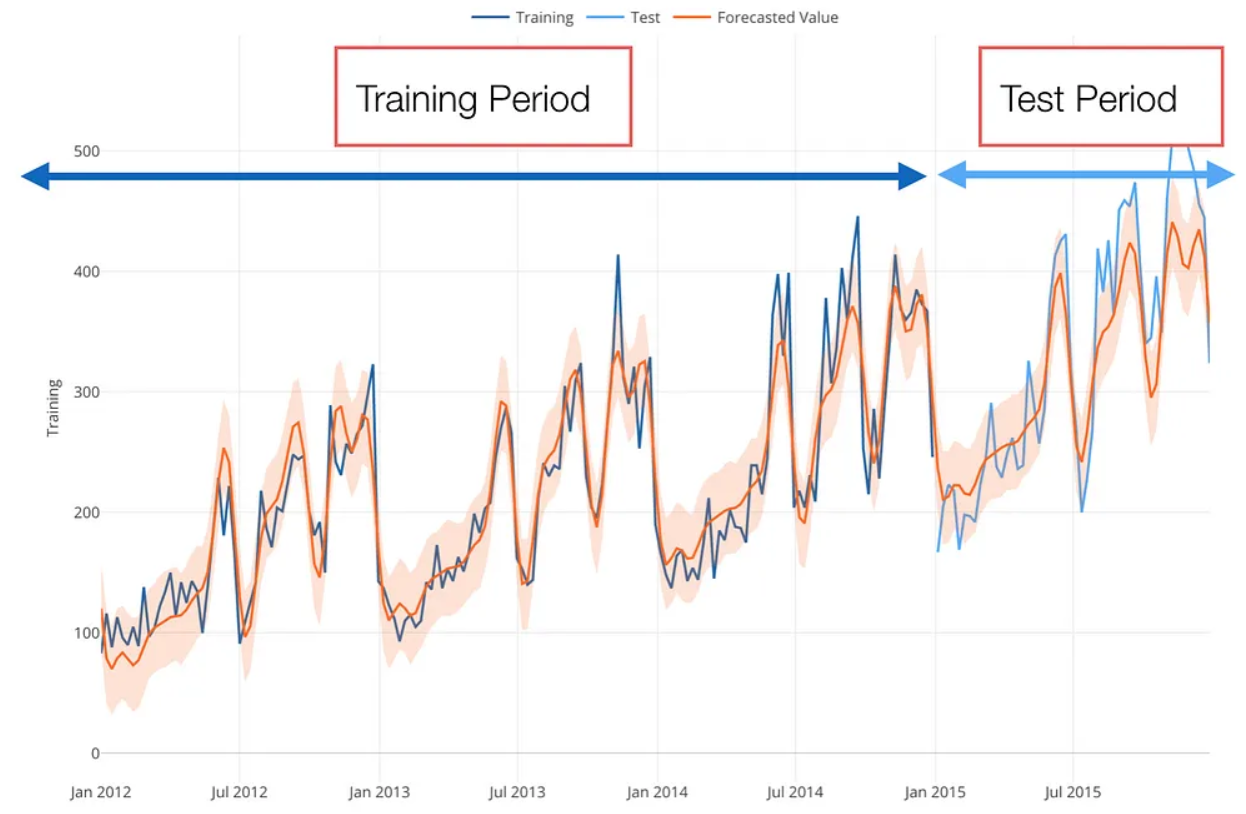 Training Test Forecasted Value
Training Period
Test Period
500
400
300
200
100
0
Training
Jan 2012 Jul 2012 Jan 2013 Jul 2013 Jan 2014 Jul 2014 Jan 2015 Jul 2015